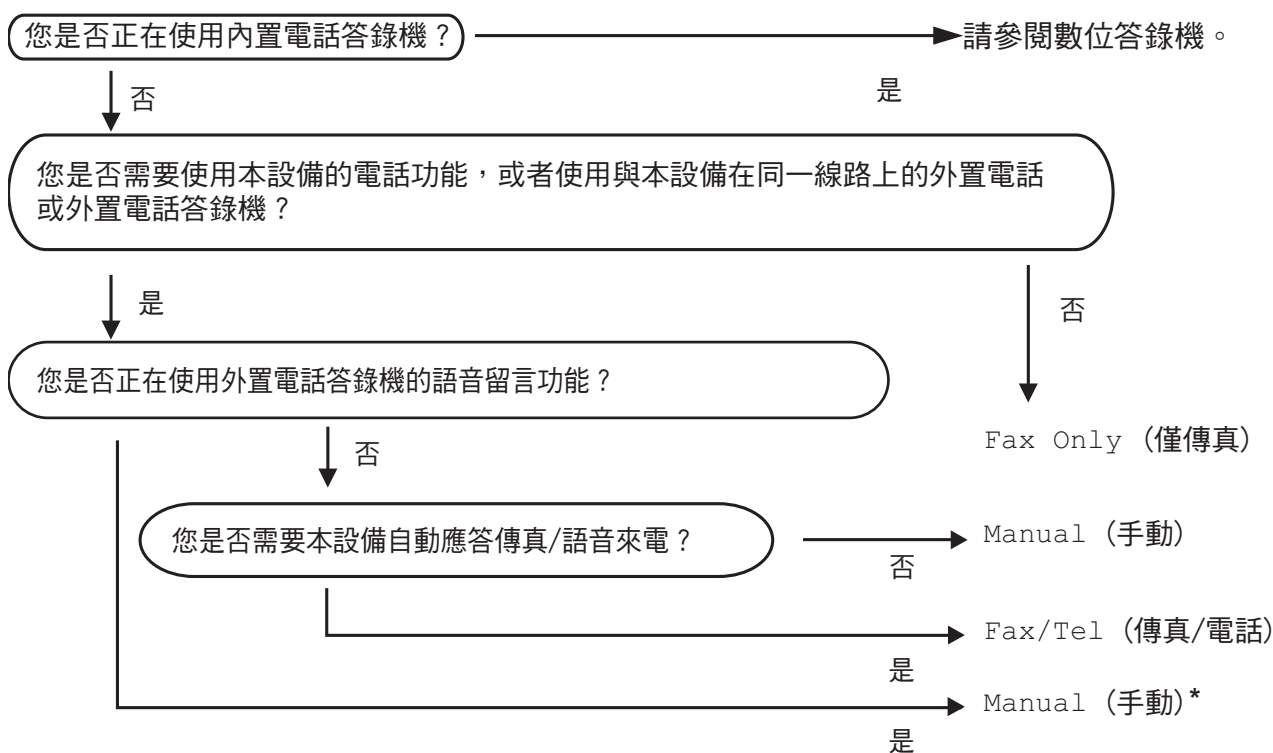 您是否正在使用內置電話答錄機？
請參閱數位答錄機。
否
是
您是否需要使用本設備的電話功能，或者使用與本設備在同一線路上的外置電話
或外置電話答錄機？
是
否
您是否正在使用外置電話答錄機的語音留言功能？
Fax Only (僅傳真)
否
您是否需要本設備自動應答傳真/語音來電？
Manual (手動)
否
Fax/Tel (傳真/電話)
是
Manual (手動)*
是